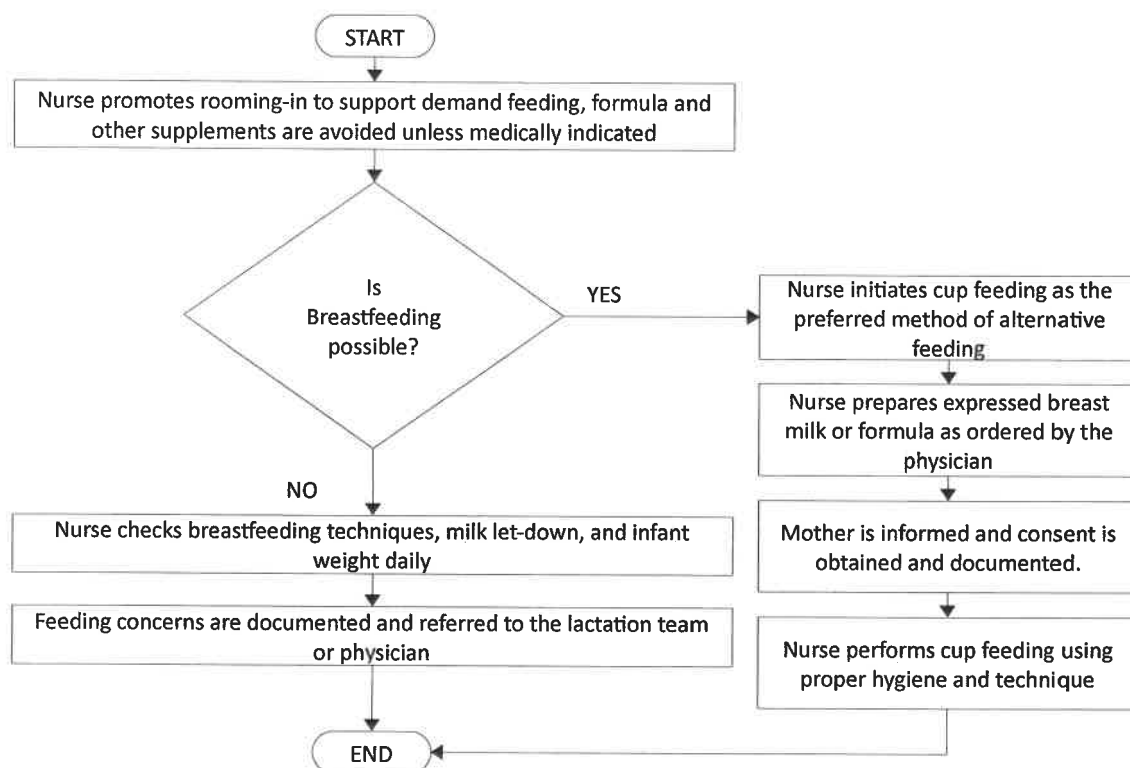 START
Nurse promotes rooming-in to support demand feeding, formula and
other supplements are avoided unless medically indicated
Is
Breastfeeding
possible?
YES
Nurse initiates cup feeding as the
preferred method of alternative
feeding
Nurse prepares expressed breast
milk or formula as ordered by the
physician
Mother is informed and consent is
obtained and documented.
Nurse performs cup feeding using
proper hygiene and technique
NO
Nurse checks breastfeeding techniques, milk let-down, and infant
weight daily
Feeding concerns are documented and referred to the lactation team
or physician
END